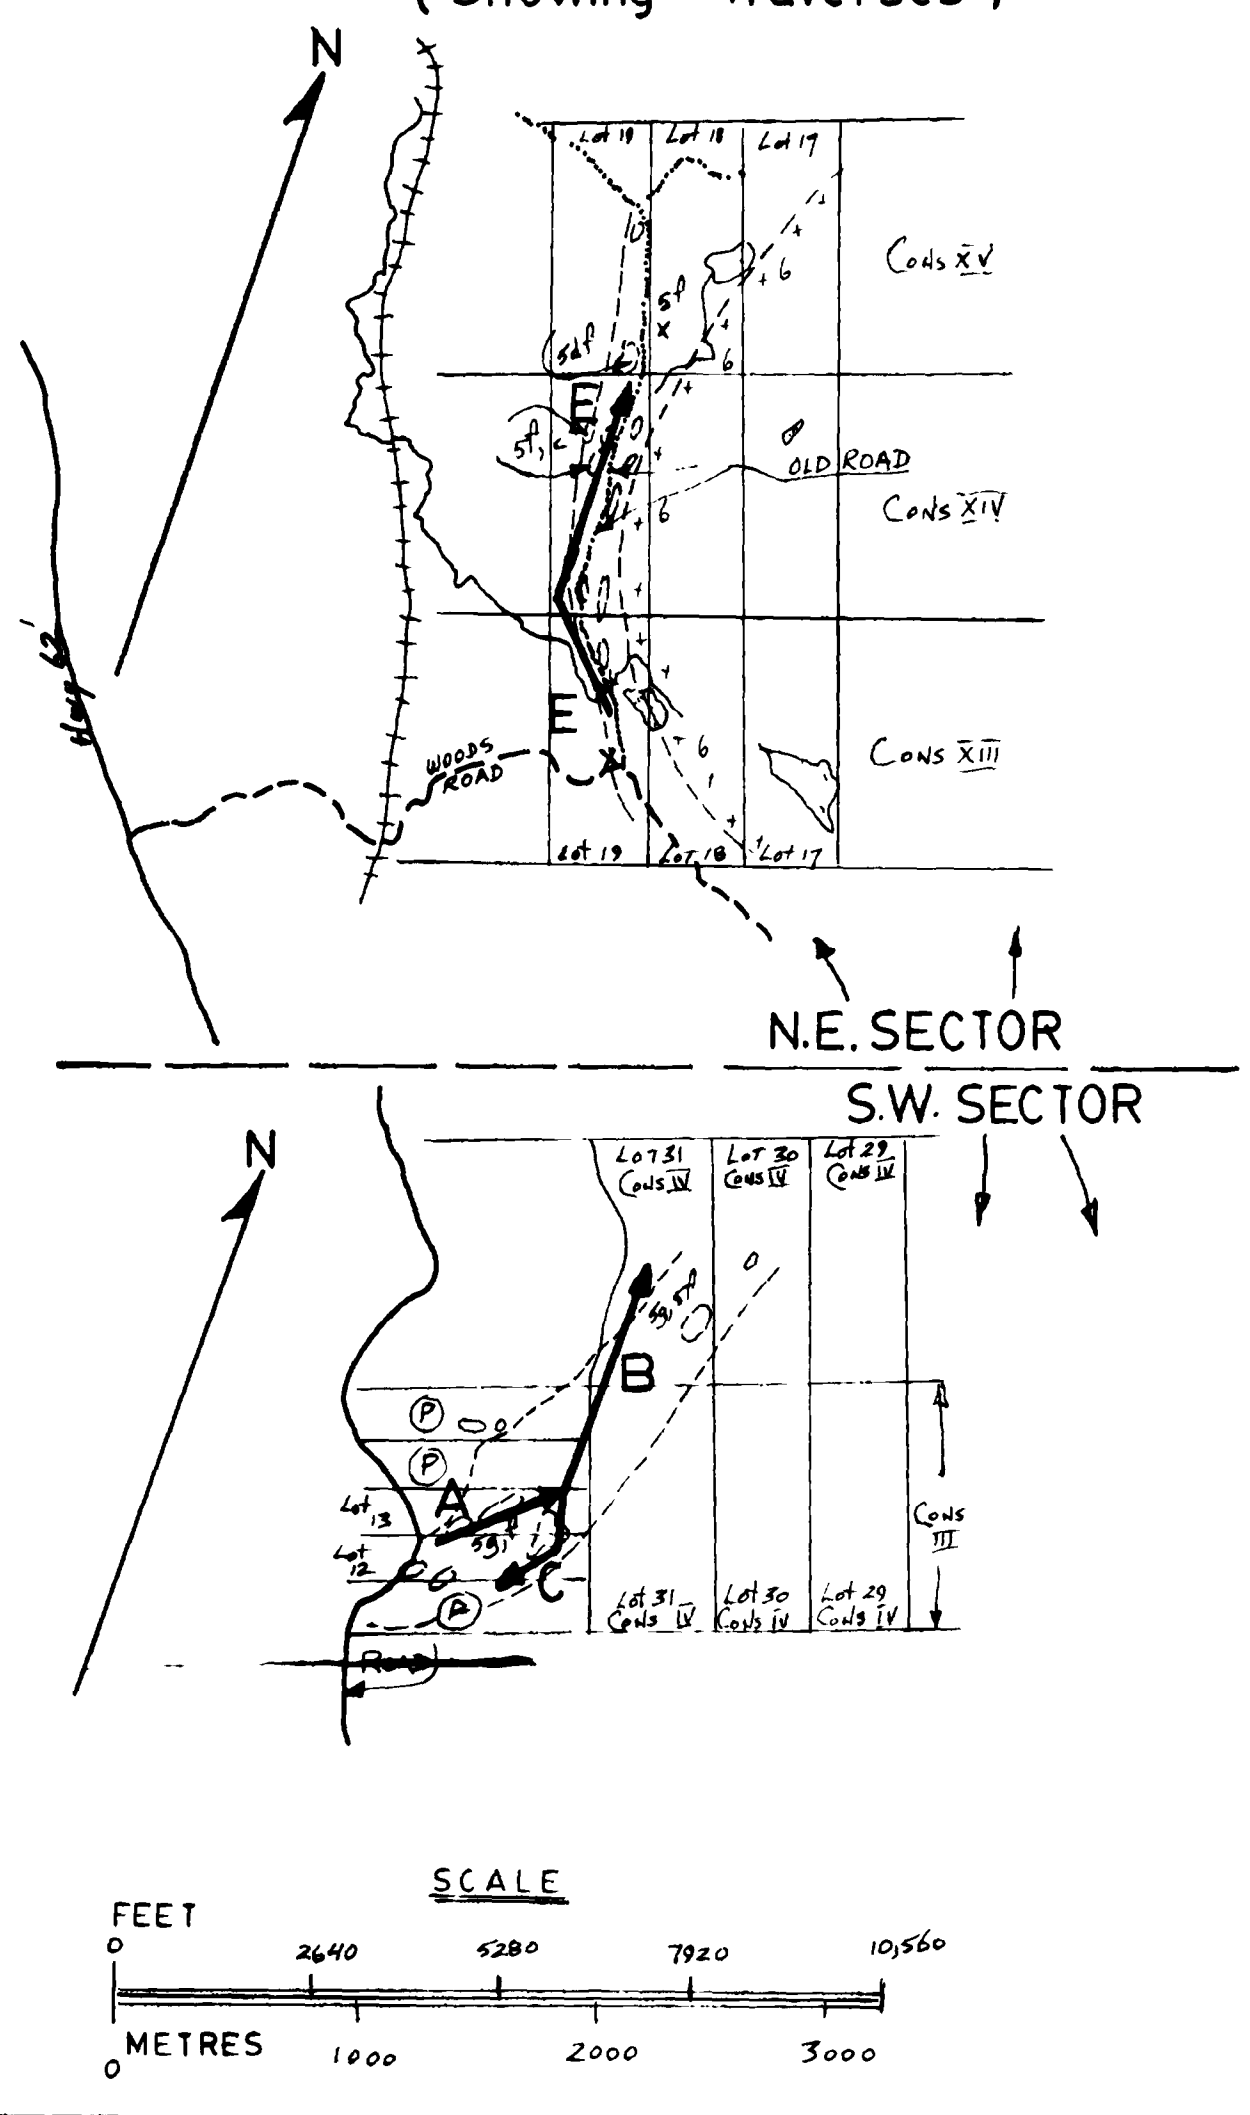 (Showing Traverses)
N
Lot 19 Lot 18 Lot 17
Cons XV
6
5f
x
5df
6
E
5f,
OLD ROAD
6
Cons XIV
Hwy 62'
E
WOODS
ROAD
6
Cons XIII
Lot 19 Lot 18 Lot 17
N.E. SECTOR
S.W. SECTOR
N
Lot 31 Lot 30 Lot 29
Cons IV Cons IV Cons IV
5g,5f
B
P
P
A
Lot
13
5g,f
Cons
III
Lot
12
C
P
Lot 31 Lot 30 Lot 29
Cons IV Cons IV Cons IV
Road
SCALE
FEET
0 2640 5280 7920 10,560
METRES
0 1000 2000 3000